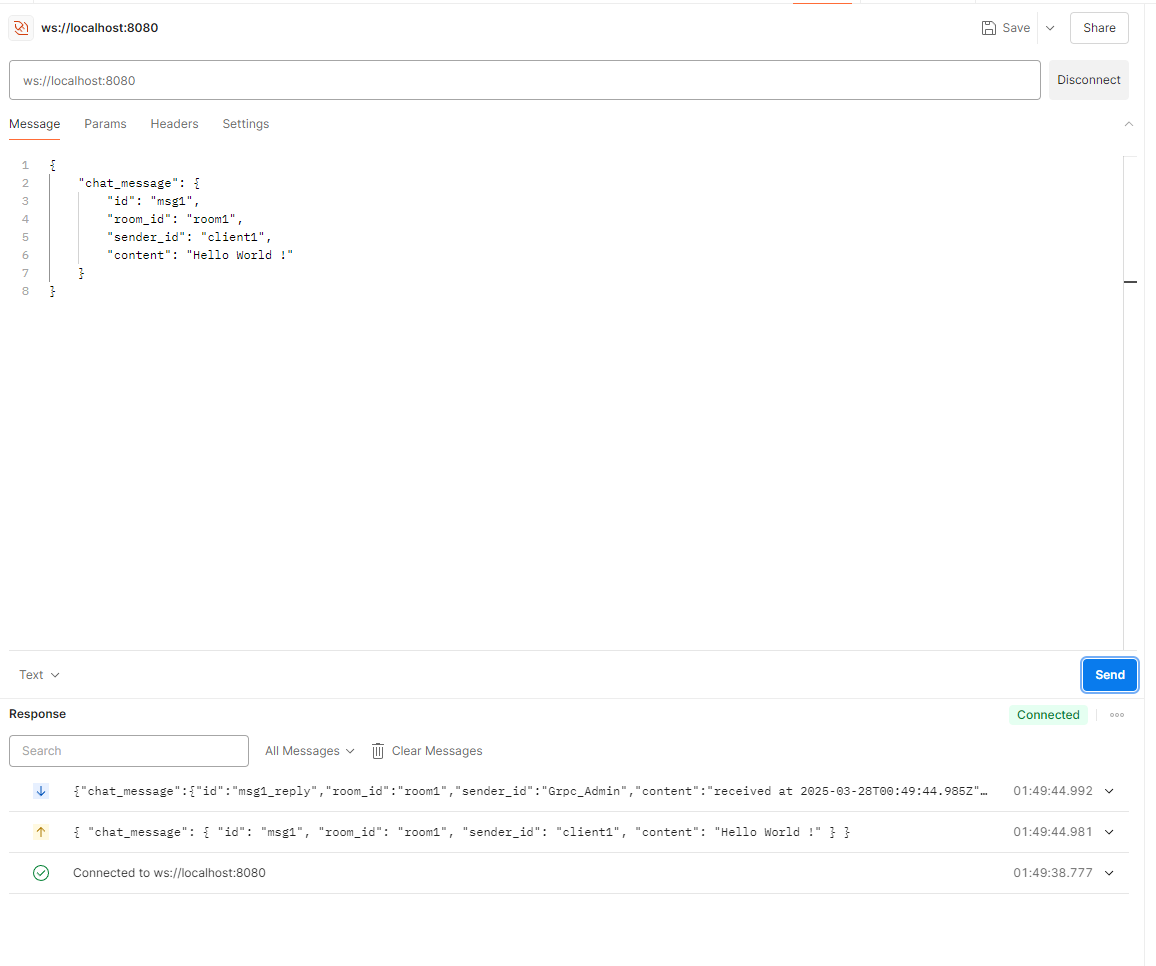 ws://localhost:8080
Save
Share
ws://localhost:8080
Disconnect
Message Params Headers Settings
1 {
2 "chat_message": {
3 "id": "msg1",
4 "room_id": "room1",
5 "sender_id": "client1",
6 "content": "Hello World !"
7 }
8 }
Text
Send
Response
Connected
Search
All Messages
Clear Messages
{"chat_message":{"id":"msg1_reply","room_id":"room1","sender_id":"Grpc_Admin","content":"received at 2025-03-28T00:49:44.985Z"… 01:49:44.992
{ "chat_message": { "id": "msg1", "room_id": "room1", "sender_id": "client1", "content": "Hello World !" } } 01:49:44.981
Connected to ws://localhost:8080 01:49:38.777